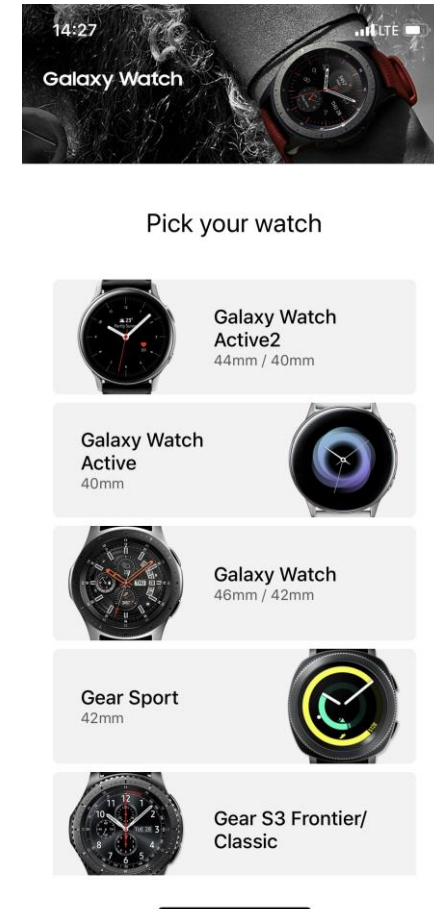 14:27
LTE
Galaxy Watch
Pick your watch
Galaxy Watch
Active2
44mm / 40mm
Galaxy Watch
Active
40mm
Galaxy Watch
46mm / 42mm
Gear Sport
42mm
Gear S3 Frontier/
Classic